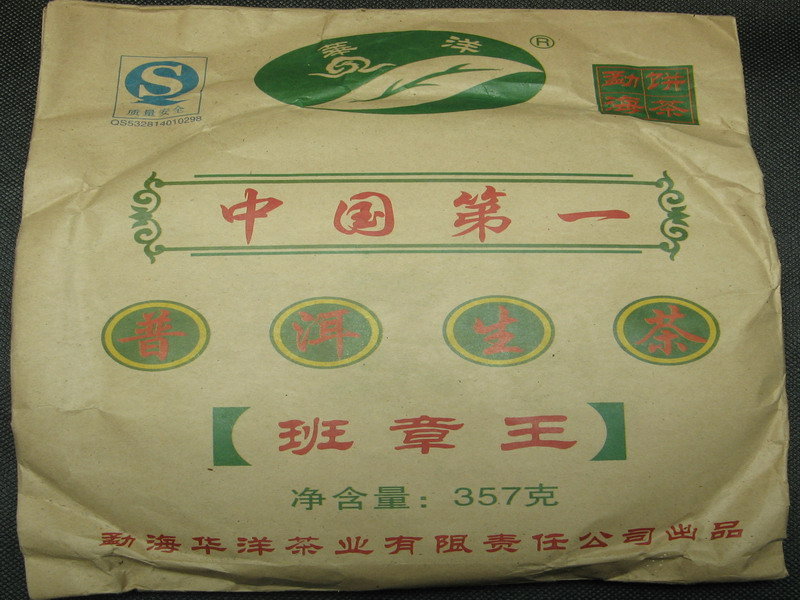 華 洋 ®
质量安全
QS532814010298
勐海
饼茶
中国第一
普洱生茶
【班章王】
净含量：357克
勐海华洋茶业有限责任公司出品